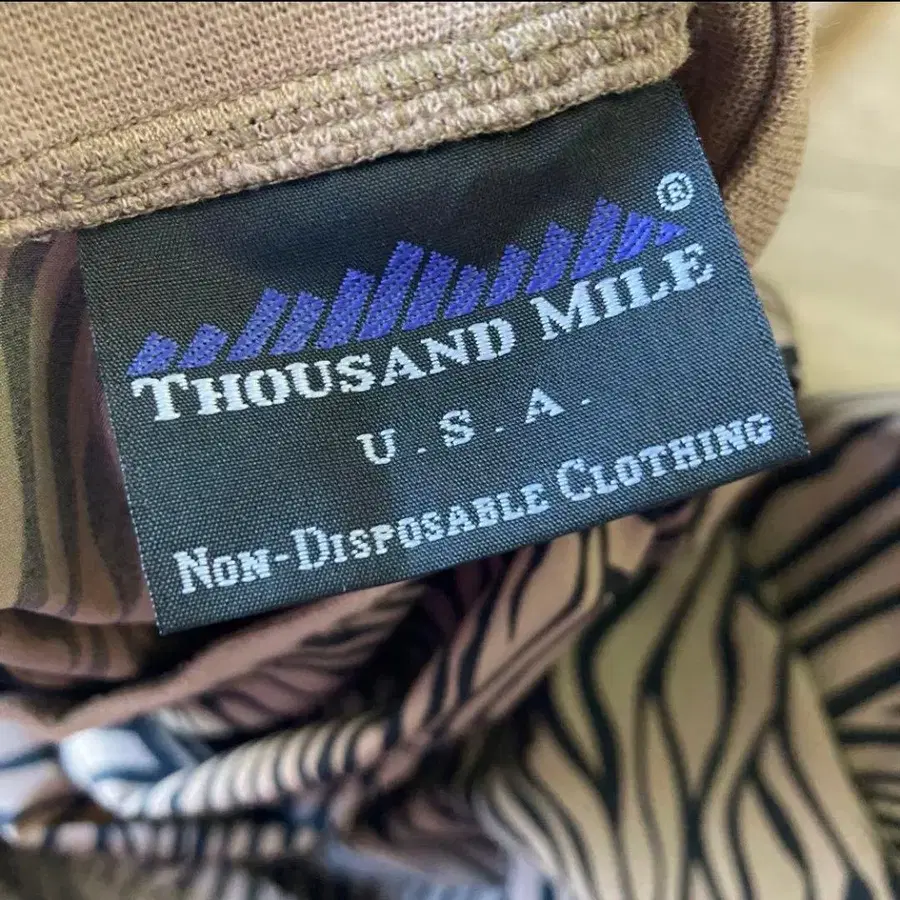 ®
THOUSAND MILE
U.S.A.
NON-DISPOSABLE CLOTHING